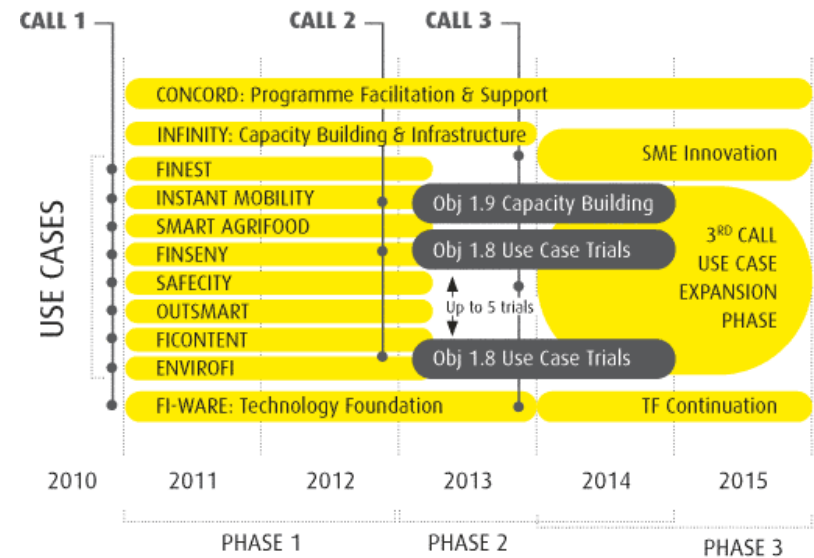 CALL 1
CALL 2
CALL 3
CONCORD: Programme Facilitation & Support
INFINITY: Capacity Building & Infrastructure
SME Innovation
USE CASES
FINEST
INSTANT MOBILITY
SMART AGRIFOOD
FINSENY
SAFECITY
OUTSMART
FICONTENT
ENVIROFI
Obj 1.9 Capacity Building
Obj 1.8 Use Case Trials
Up to 5 trials
Obj 1.8 Use Case Trials
3RD CALL
USE CASE
EXPANSION
PHASE
FI-WARE: Technology Foundation
TF Continuation
2010 2011 2012 2013 2014 2015
PHASE 1 PHASE 2 PHASE 3